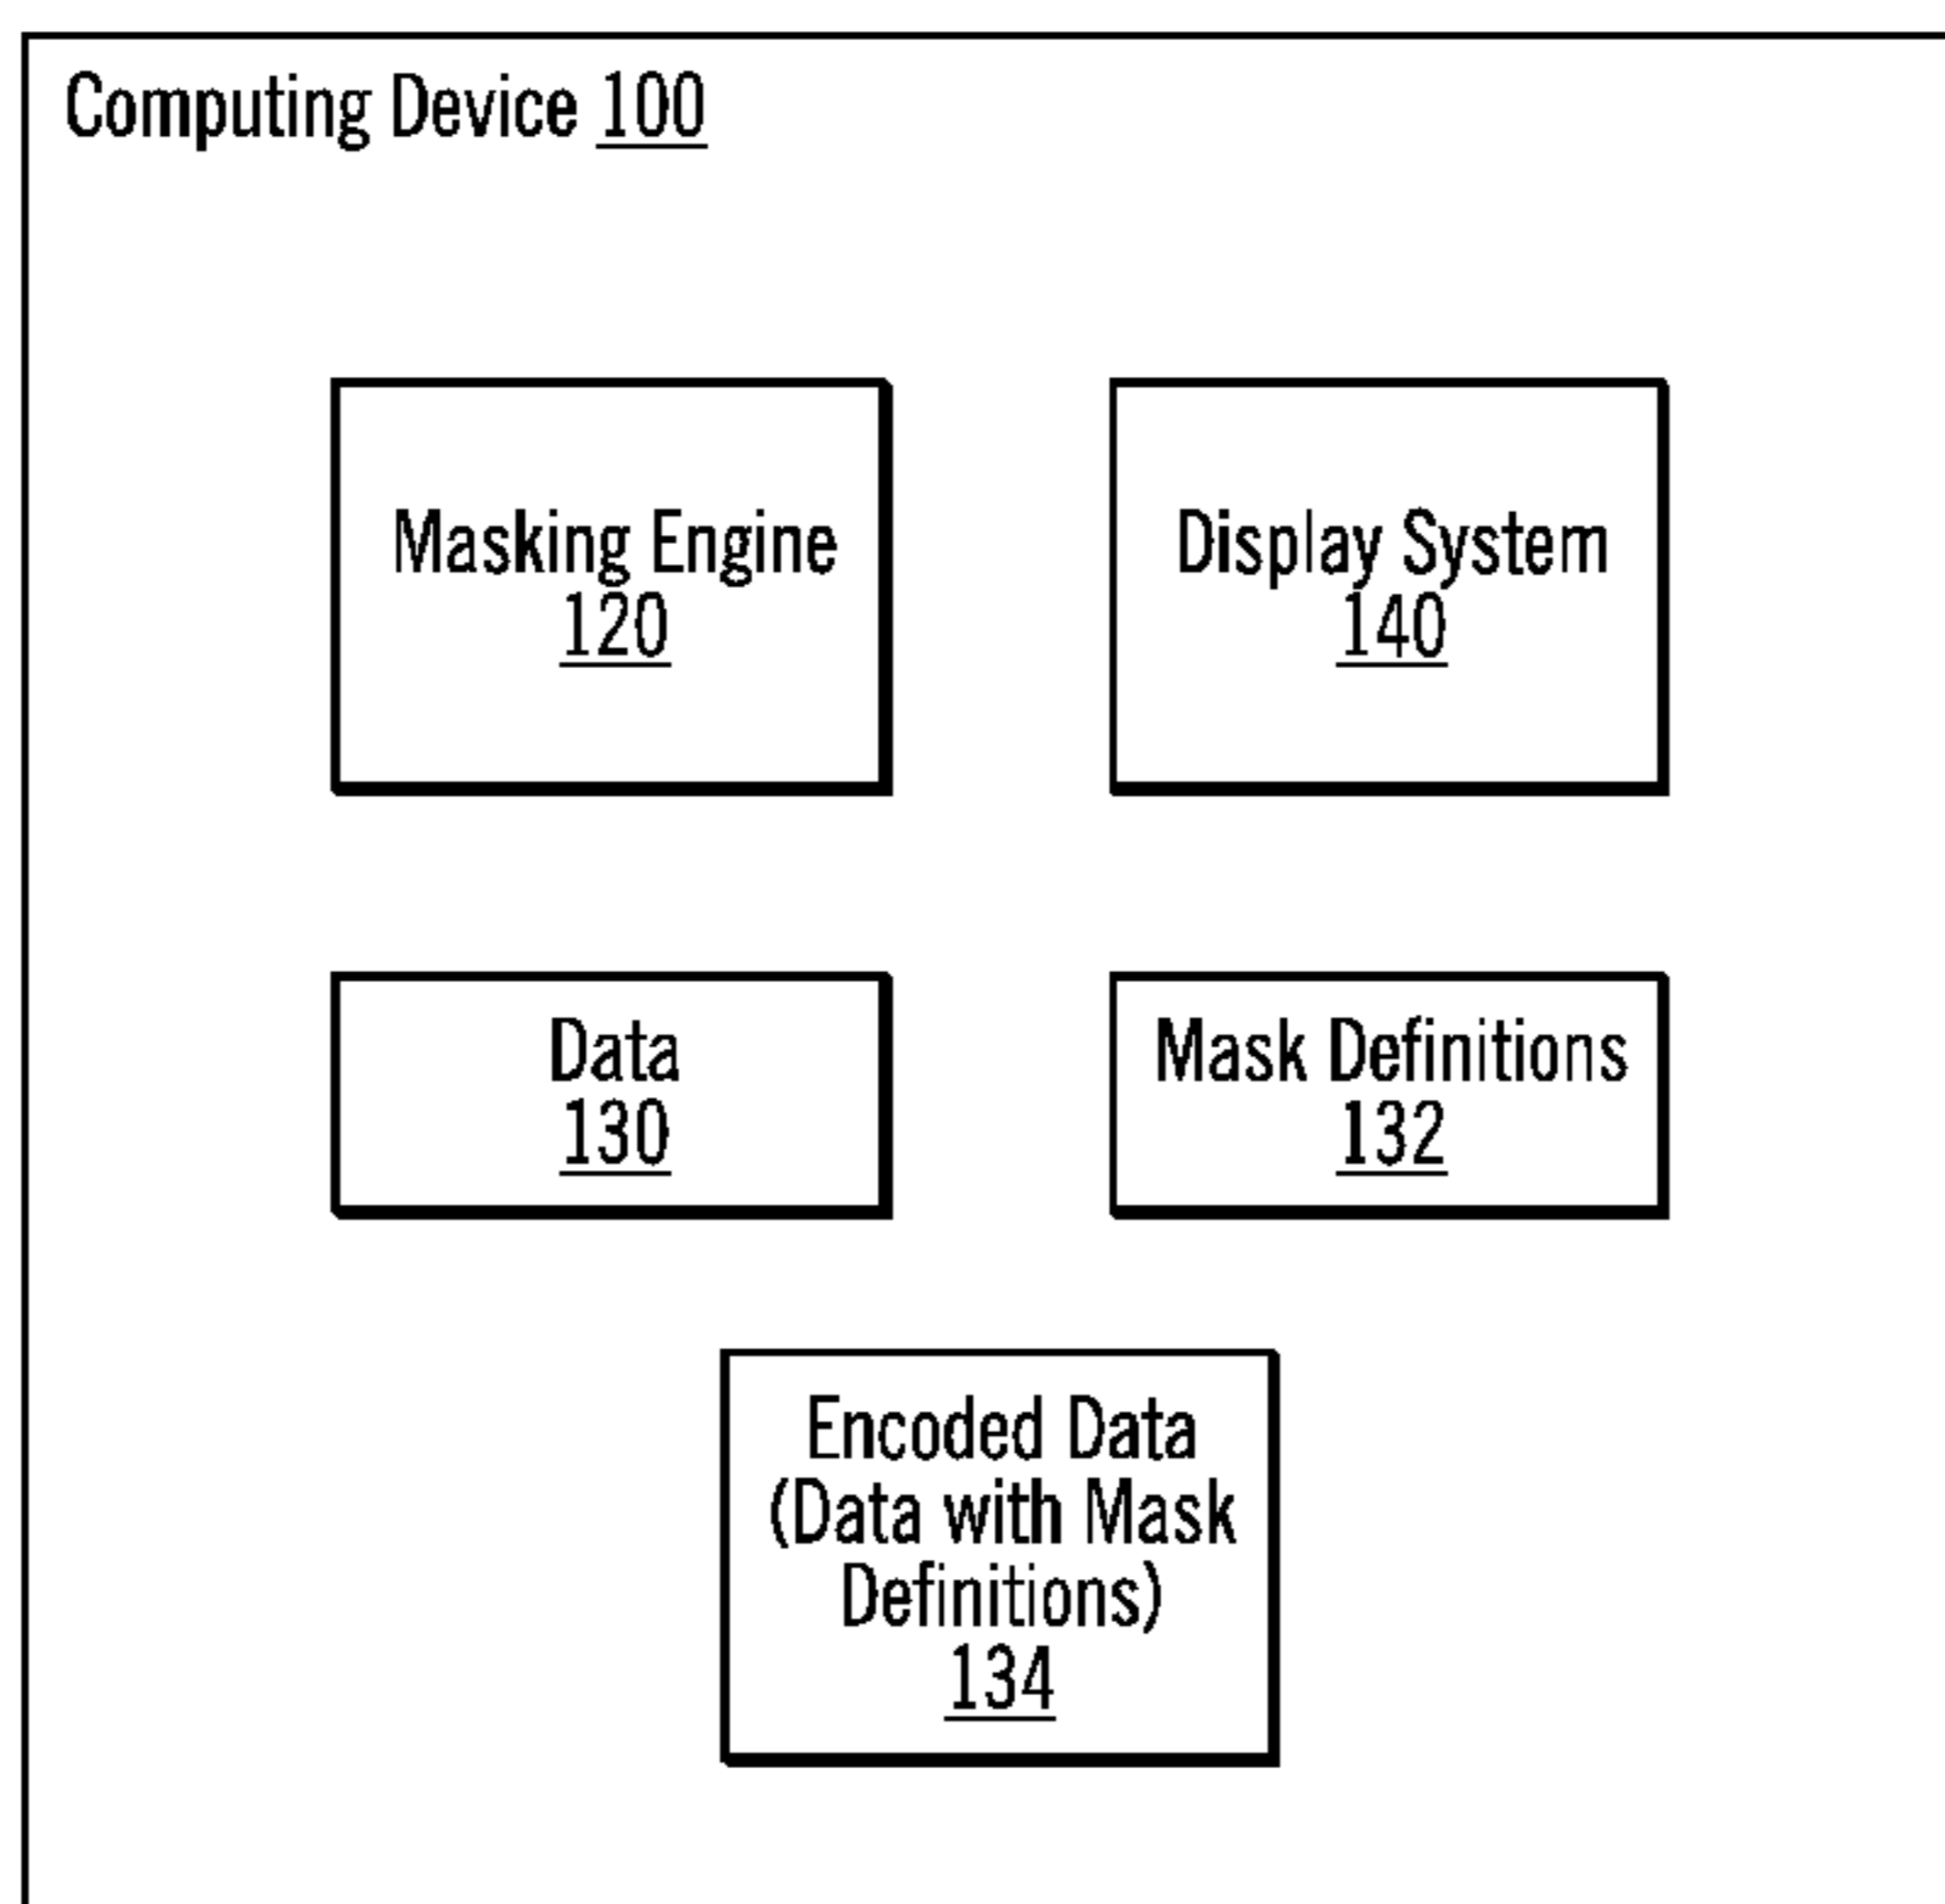 Computing Device 100
Masking Engine
120
Display System
140
Data
130
Mask Definitions
132
Encoded Data
(Data with Mask
Definitions)
134